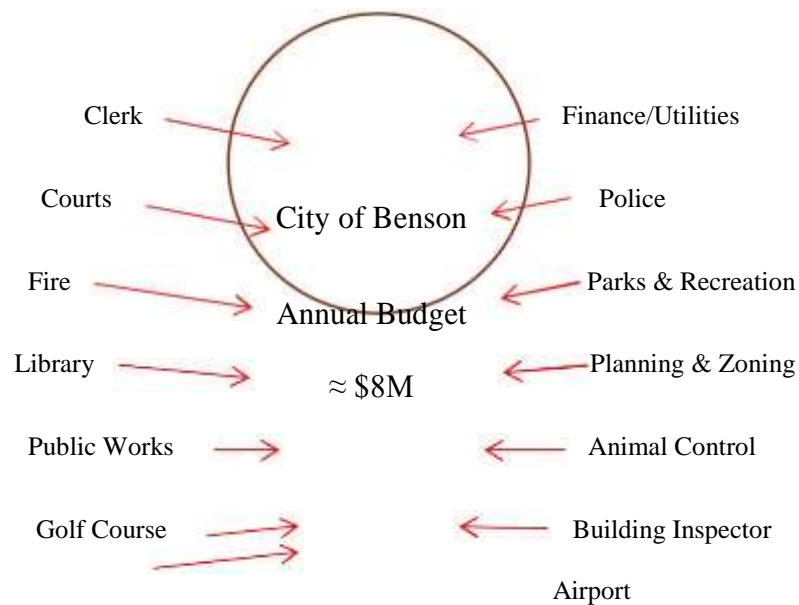 Clerk
Finance/Utilities
Courts
Police
City of Benson
Fire
Parks & Recreation
Annual Budget
Library
Planning & Zoning
≈ $8M
Public Works
Animal Control
Golf Course
Building Inspector
Airport